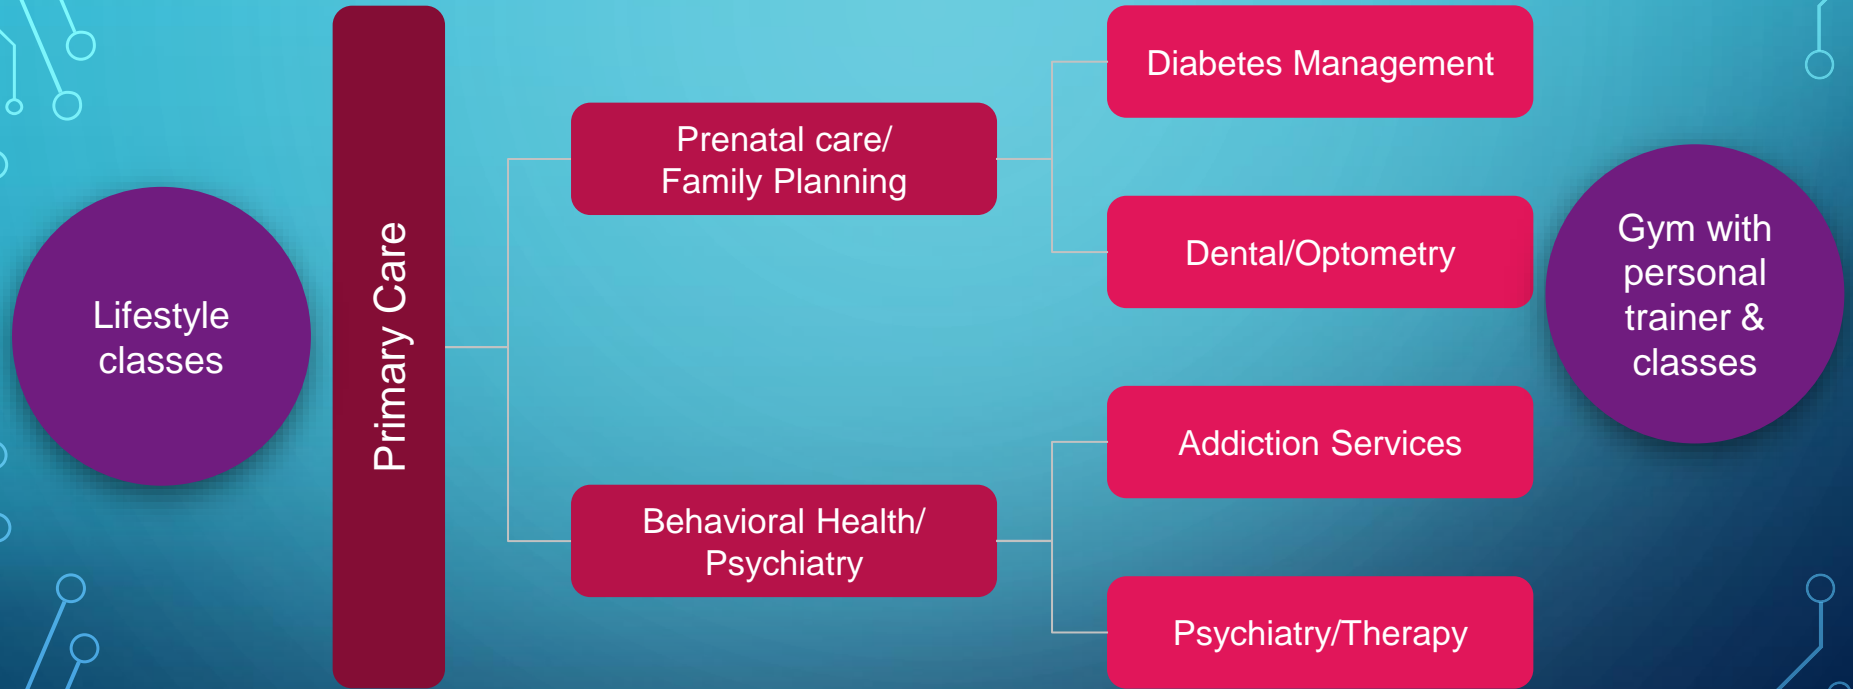 Lifestyle
classes
Primary Care
Prenatal care/
Family Planning
Behavioral Health/
Psychiatry
Diabetes Management
Dental/Optometry
Addiction Services
Psychiatry/Therapy
Gym with
personal
trainer &
classes